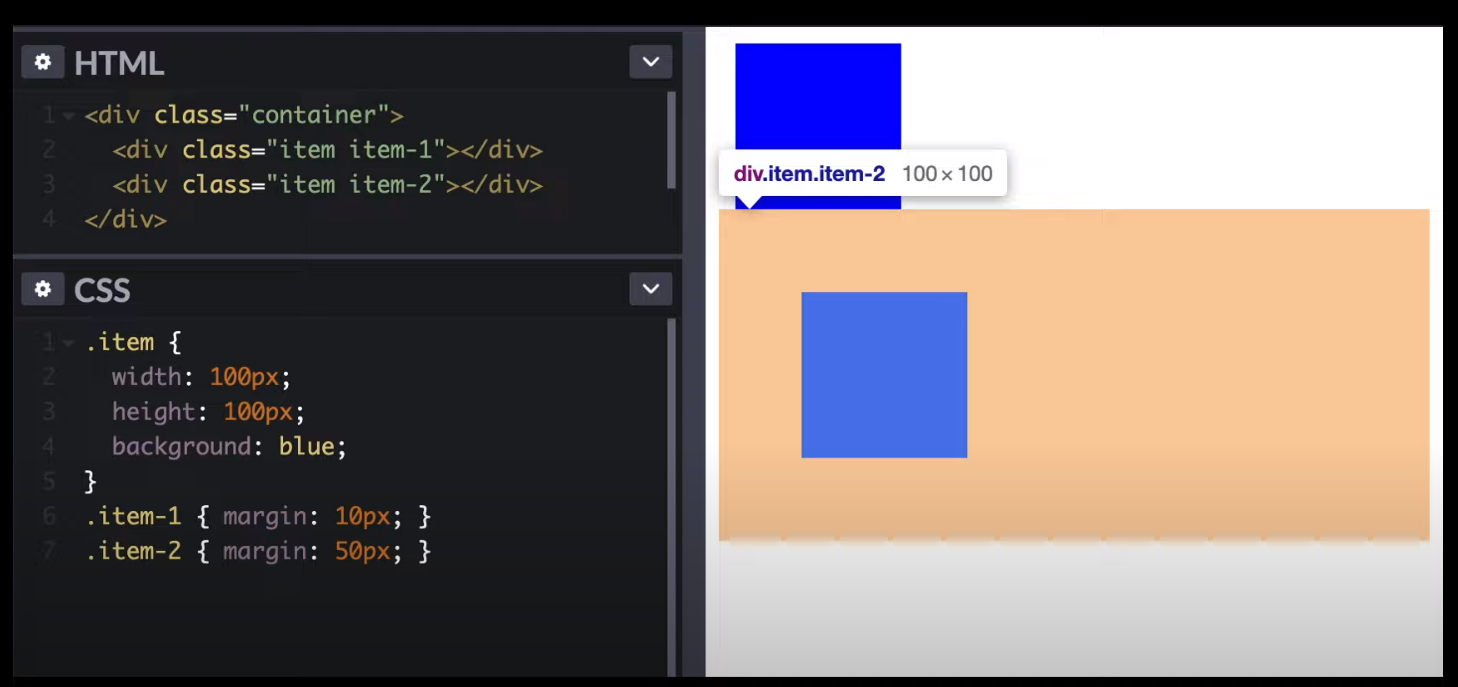 HTML
1 <div class="container">
2 <div class="item item-1"></div>
3 <div class="item item-2"></div>
4 </div>
CSS
1 .item {
2 width: 100px;
3 height: 100px;
4 background: blue;
5 }
6 .item-1 { margin: 10px; }
7 .item-2 { margin: 50px; }
div.item.item-2 100 × 100